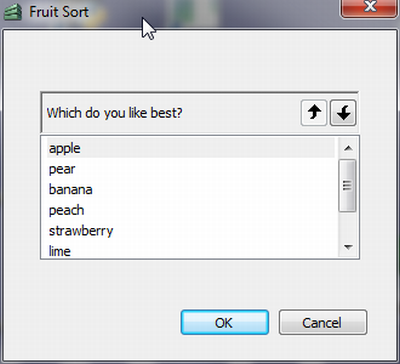 Fruit Sort
Which do you like best?
apple
pear
banana
peach
strawberry
lime
OK
Cancel